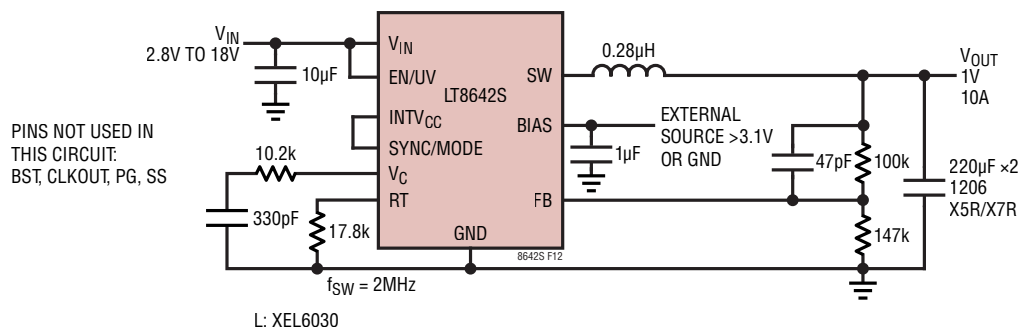 V_IN
2.8V TO 18V
10µF
V_IN
EN/UV
LT8642S
INTV_CC
SYNC/MODE
V_C
RT
GND
SW
BIAS
FB
8642S F12
0.28µH
V_OUT
1V
10A
EXTERNAL
SOURCE >3.1V
OR GND
1µF
47pF
100k
147k
220µF ×2
1206
X5R/X7R
PINS NOT USED IN
THIS CIRCUIT:
BST, CLKOUT, PG, SS
10.2k
330pF
17.8k
f_SW = 2MHz
L: XEL6030